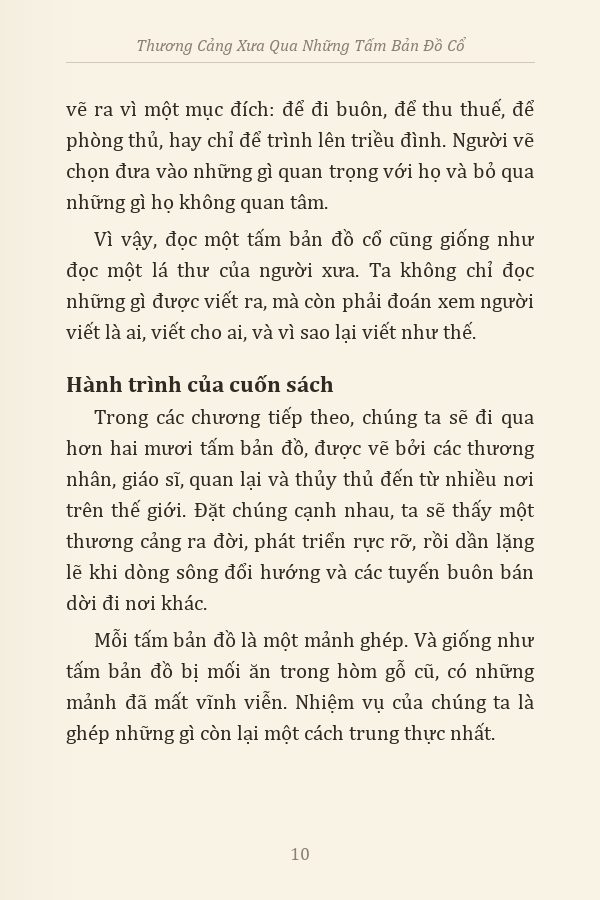 Thương Cảng Xưa Qua Những Tấm Bản Đồ Cổ
vẽ ra vì một mục đích: để đi buôn, để thu thuế, để
phòng thủ, hay chỉ để trình lên triều đình. Người vẽ
chọn đưa vào những gì quan trọng với họ và bỏ qua
những gì họ không quan tâm.
Vì vậy, đọc một tấm bản đồ cổ cũng giống như
đọc một lá thư của người xưa. Ta không chỉ đọc
những gì được viết ra, mà còn phải đoán xem người
viết là ai, viết cho ai, và vì sao lại viết như thế.
Hành trình của cuốn sách
Trong các chương tiếp theo, chúng ta sẽ đi qua
hơn hai mươi tấm bản đồ, được vẽ bởi các thương
nhân, giáo sĩ, quan lại và thủy thủ đến từ nhiều nơi
trên thế giới. Đặt chúng cạnh nhau, ta sẽ thấy một
thương cảng ra đời, phát triển rực rỡ, rồi dần lặng
lẽ khi dòng sông đổi hướng và các tuyến buôn bán
dời đi nơi khác.
Mỗi tấm bản đồ là một mảnh ghép. Và giống như
tấm bản đồ bị mối ăn trong hòm gỗ cũ, có những
mảnh đã mất vĩnh viễn. Nhiệm vụ của chúng ta là
ghép những gì còn lại một cách trung thực nhất.
10